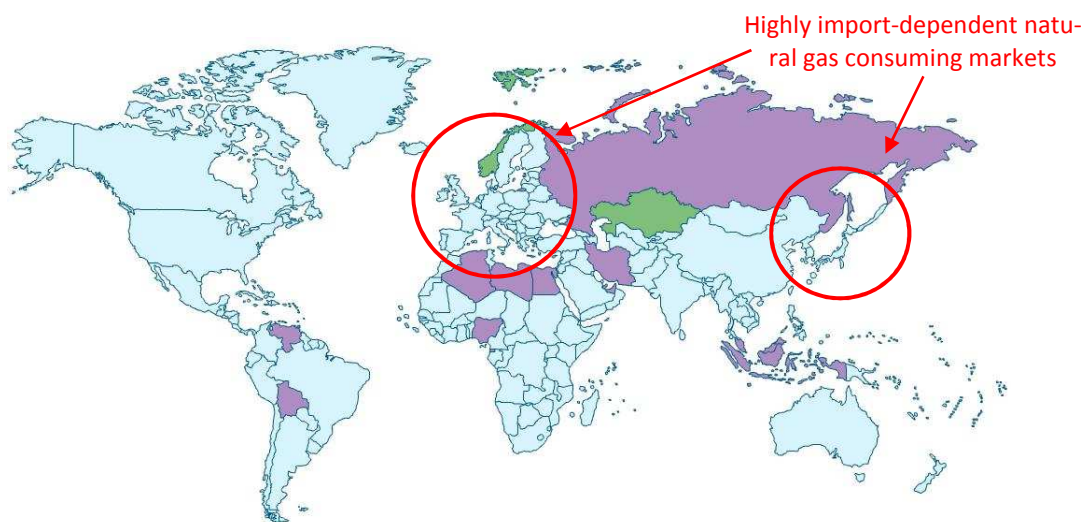 Highly import-dependent natu-
ral gas consuming markets